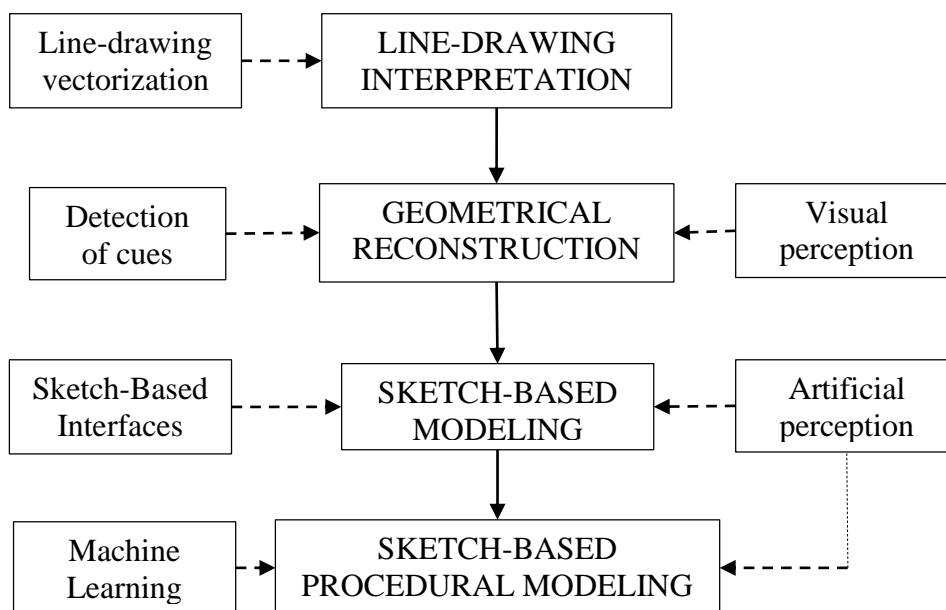 Line-drawing
vectorization
LINE-DRAWING
INTERPRETATION
Detection
of cues
GEOMETRICAL
RECONSTRUCTION
Visual
perception
Sketch-Based
Interfaces
SKETCH-BASED
MODELING
Artificial
perception
Machine
Learning
SKETCH-BASED
PROCEDURAL MODELING